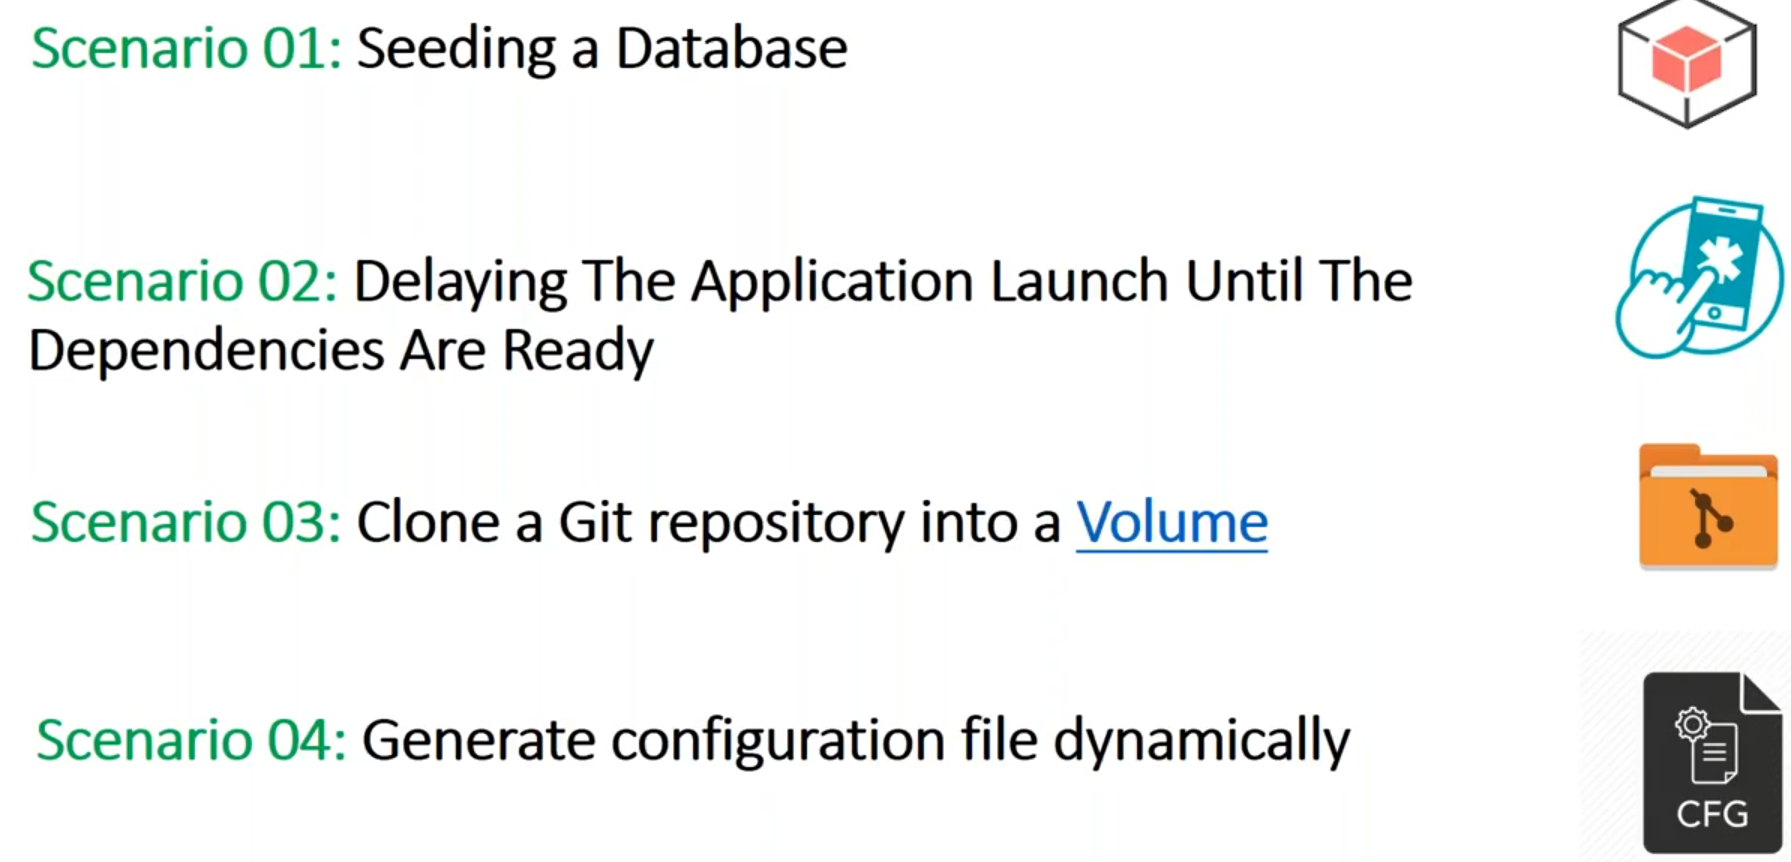 Scenario 01: Seeding a Database
Scenario 02: Delaying The Application Launch Until The
Dependencies Are Ready
Scenario 03: Clone a Git repository into a Volume
Scenario 04: Generate configuration file dynamically
CFG